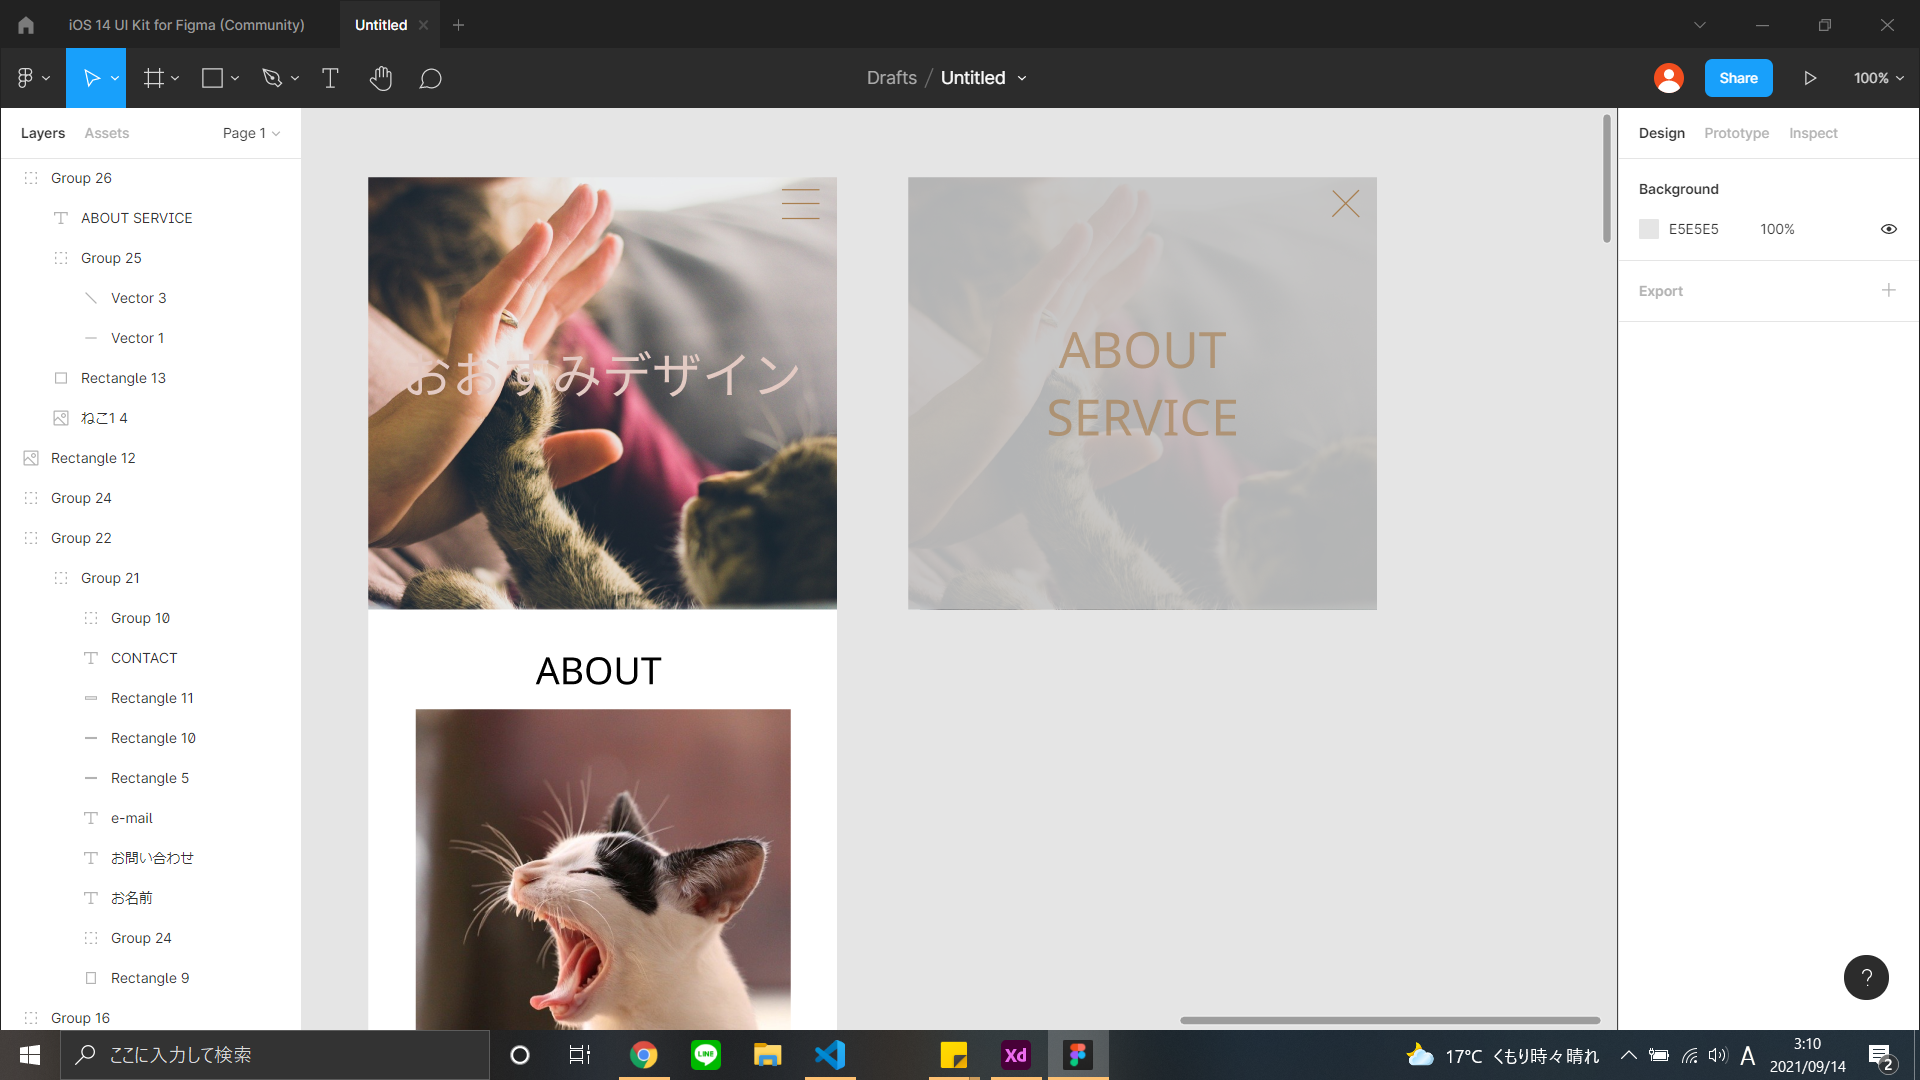 iOS 14 UI Kit for Figma (Community)
Untitled
Drafts / Untitled
Share
100%
Layers
Assets
Page 1
Group 26
ABOUT SERVICE
Group 25
Vector 3
Vector 1
Rectangle 13
ねこ1 4
Rectangle 12
Group 24
Group 22
Group 21
Group 10
CONTACT
Rectangle 11
Rectangle 10
Rectangle 5
e-mail
お問い合わせ
お名前
Group 24
Rectangle 9
Group 16
おおすみデザイン
ABOUT
ABOUT
SERVICE
Design
Prototype
Inspect
Background
E5E5E5
100%
Export
?
ここに入力して検索
LINE
Xd
17°C くもり時々晴れ
A
3:10
2021/09/14
2